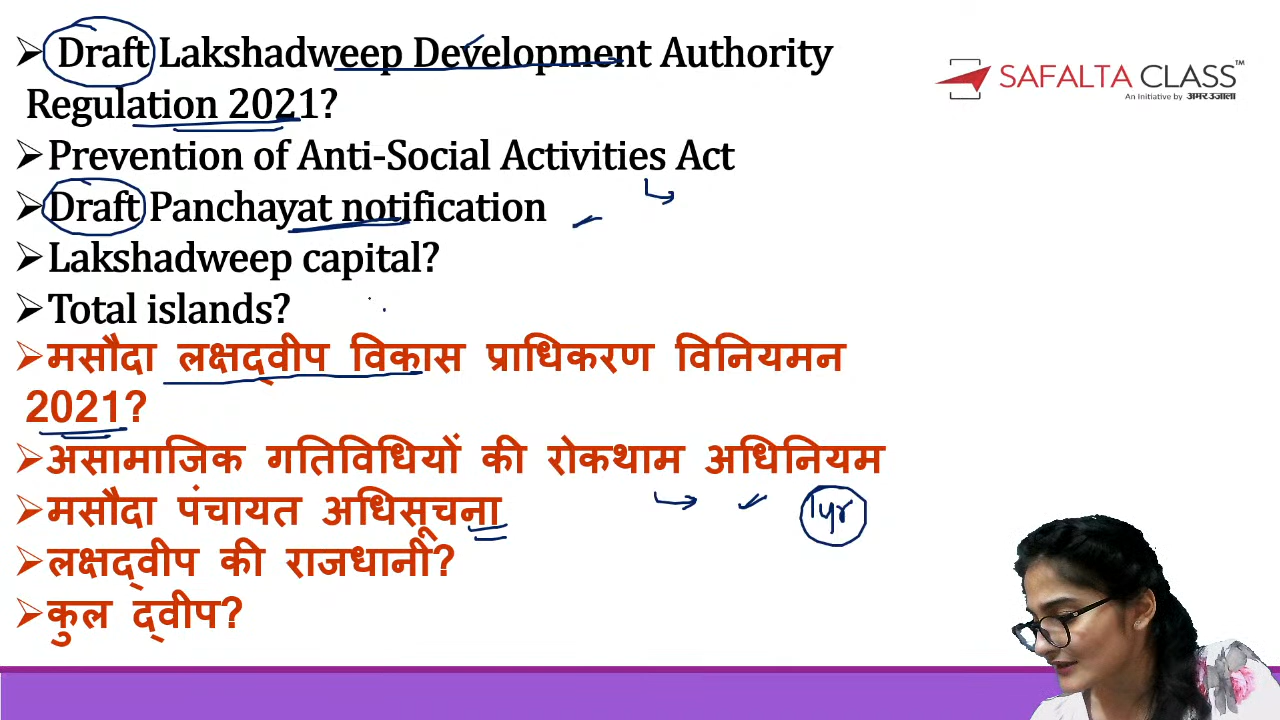 ➢ Draft Lakshadweep Development Authority
Regulation 2021?
➢ Prevention of Anti-Social Activities Act
➢ Draft Panchayat notification
➢ Lakshadweep capital?
➢ Total islands?
➢ मसौदा लक्षद्वीप विकास प्राधिकरण विनियमन
2021?
➢ असामाजिक गतिविधियों की रोकथाम अधिनियम
➢ मसौदा पंचायत अधिसूचना
1yr
➢ लक्षद्वीप की राजधानी?
➢ कुल द्वीप?
SAFALTA CLASS™
An Initiative by अमर उजाला